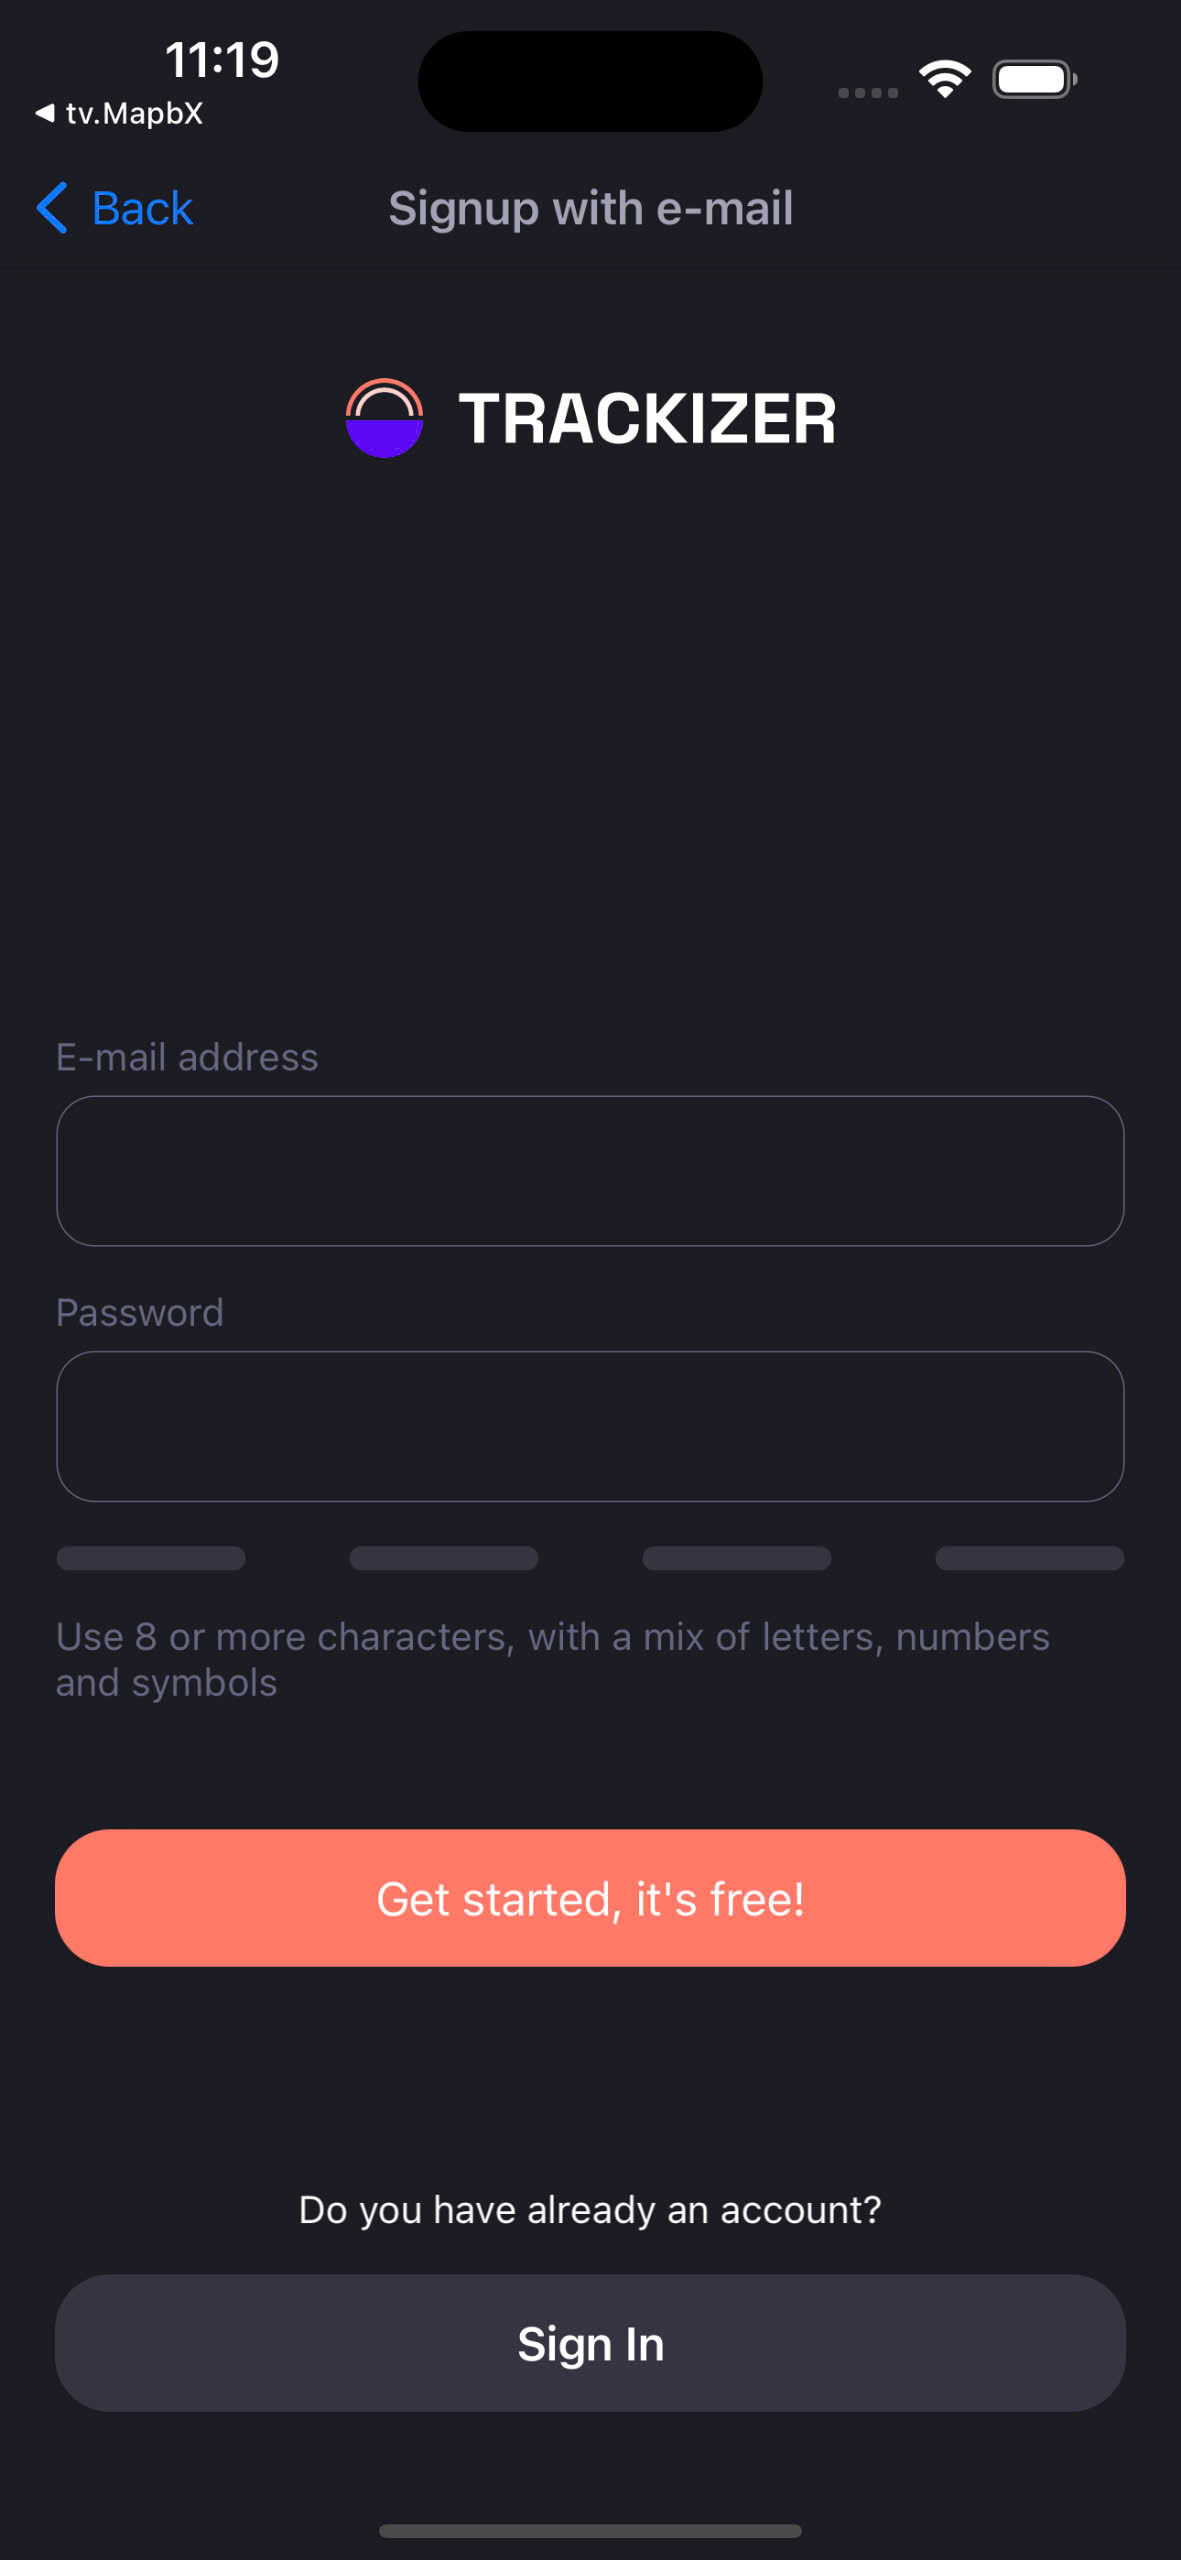 11:19
tv.MapbX
Back
Signup with e-mail
TRACKIZER
E-mail address
Password
Use 8 or more characters, with a mix of letters, numbers
and symbols
Get started, it's free!
Do you have already an account?
Sign In